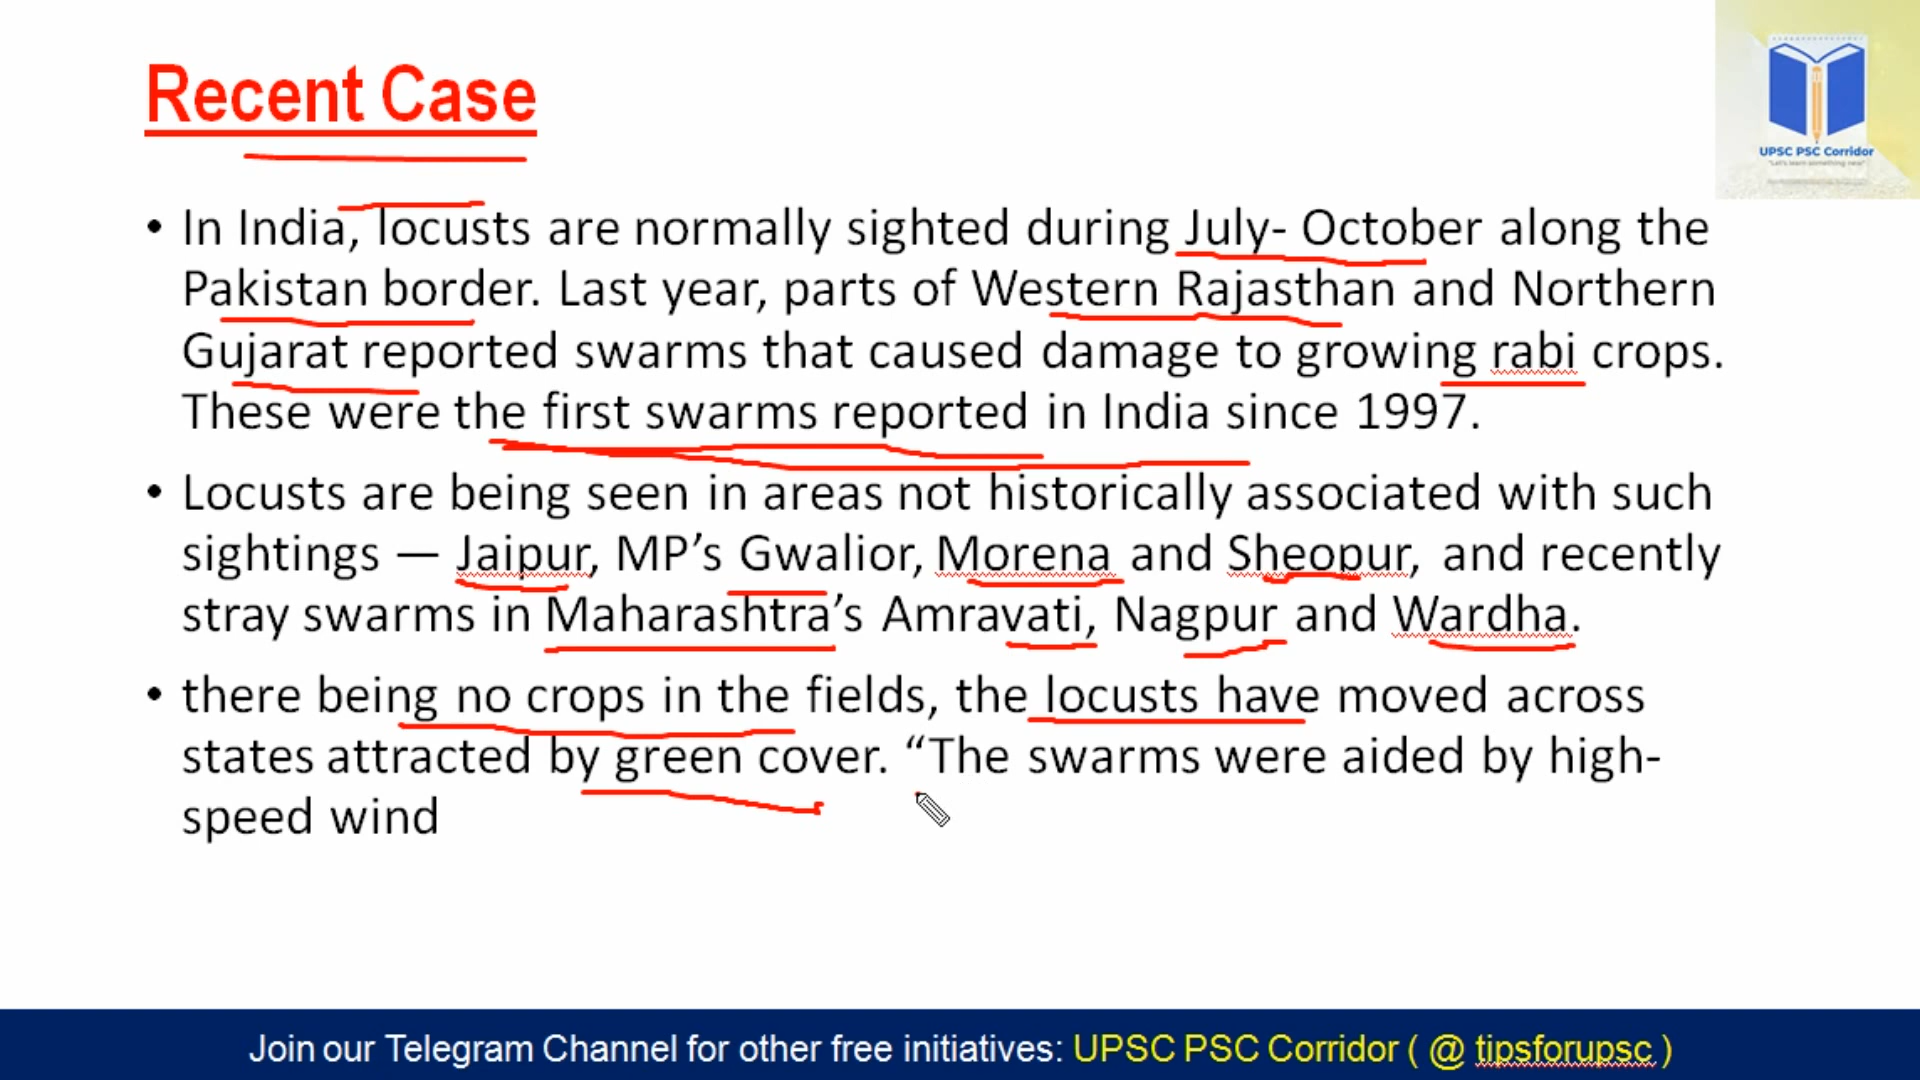 Recent Case
UPSC PSC Corridor
"Let's learn something new"
• In India, locusts are normally sighted during July- October along the
Pakistan border. Last year, parts of Western Rajasthan and Northern
Gujarat reported swarms that caused damage to growing rabi crops.
These were the first swarms reported in India since 1997.
• Locusts are being seen in areas not historically associated with such
sightings — Jaipur, MP’s Gwalior, Morena and Sheopur, and recently
stray swarms in Maharashtra’s Amravati, Nagpur and Wardha.
• there being no crops in the fields, the locusts have moved across
states attracted by green cover. “The swarms were aided by high-
speed wind
Join our Telegram Channel for other free initiatives: UPSC PSC Corridor ( @ tipsforupsc )